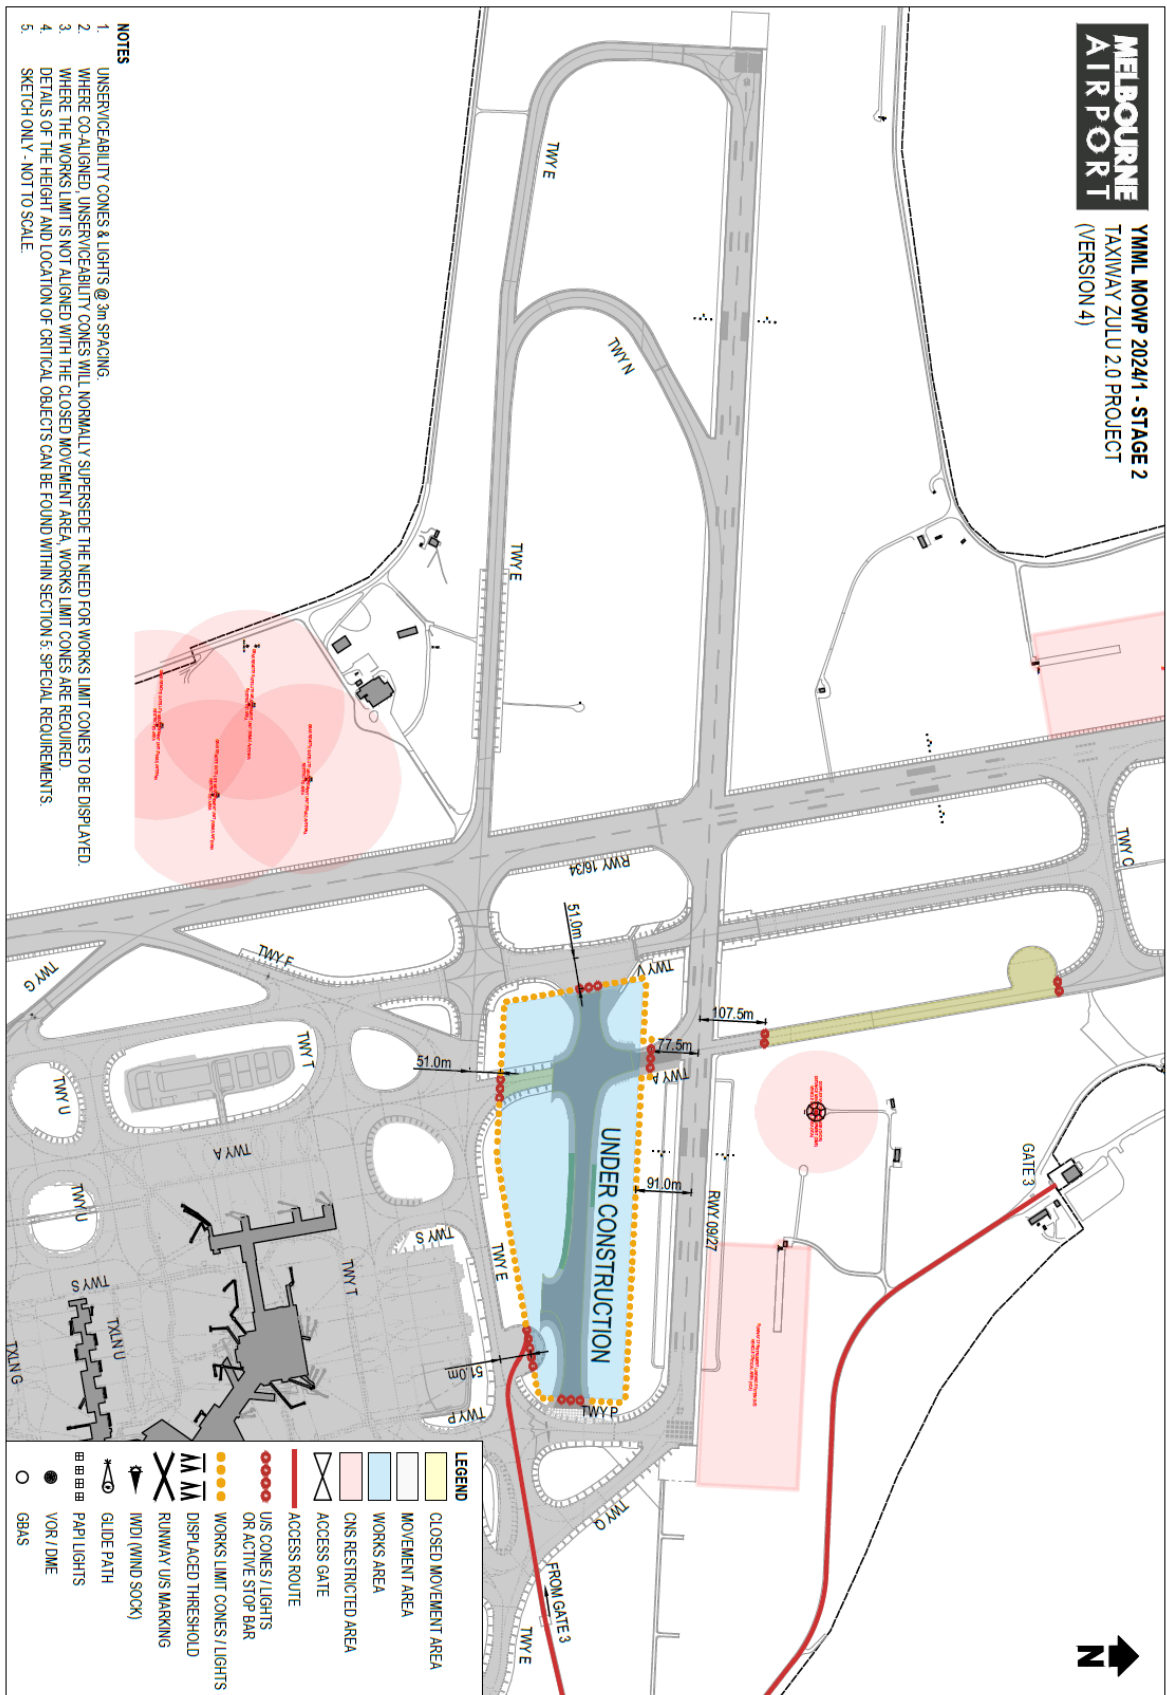 MELBOURNE
AIRPORT
YMML MOWP 2024/1 - STAGE 2
TAXIWAY ZULU 2.0 PROJECT
(VERSION 4)
N
TWY E
TWY N
TWY E
TWY C
RWY 16/34
51.0m
TWY V
TWY F
TWY G
107.5m
77.5m
TWY A
51.0m
TWY T
TWY U
TWY A
TWY U
UNDER CONSTRUCTION
91.0m
RWY 09/27
GATE 3
TWY S
TWY E
TWY T
TWY S
TXLN U
TXLN G
51.0m
TWY P
TWY P
TWY Q
FROM GATE 3
TWY E
NOTES
1. UNSERVICEABILITY CONES & LIGHTS @ 3m SPACING.
2. WHERE CO-ALIGNED, UNSERVICEABILITY CONES WILL NORMALLY SUPERSEDE THE NEED FOR WORKS LIMIT CONES TO BE DISPLAYED.
3. WHERE THE WORKS LIMIT IS NOT ALIGNED WITH THE CLOSED MOVEMENT AREA, WORKS LIMIT CONES ARE REQUIRED.
4. DETAILS OF THE HEIGHT AND LOCATION OF CRITICAL OBJECTS CAN BE FOUND WITHIN SECTION 5: SPECIAL REQUIREMENTS.
5. SKETCH ONLY - NOT TO SCALE.
LEGEND
CLOSED MOVEMENT AREA
MOVEMENT AREA
WORKS AREA
CNS RESTRICTED AREA
ACCESS GATE
ACCESS ROUTE
U/S CONES / LIGHTS
OR ACTIVE STOP BAR
WORKS LIMIT CONES / LIGHTS
DISPLACED THRESHOLD
RUNWAY U/S MARKING
IWDI (WIND SOCK)
GLIDE PATH
PAPI LIGHTS
VOR / DME
GBAS